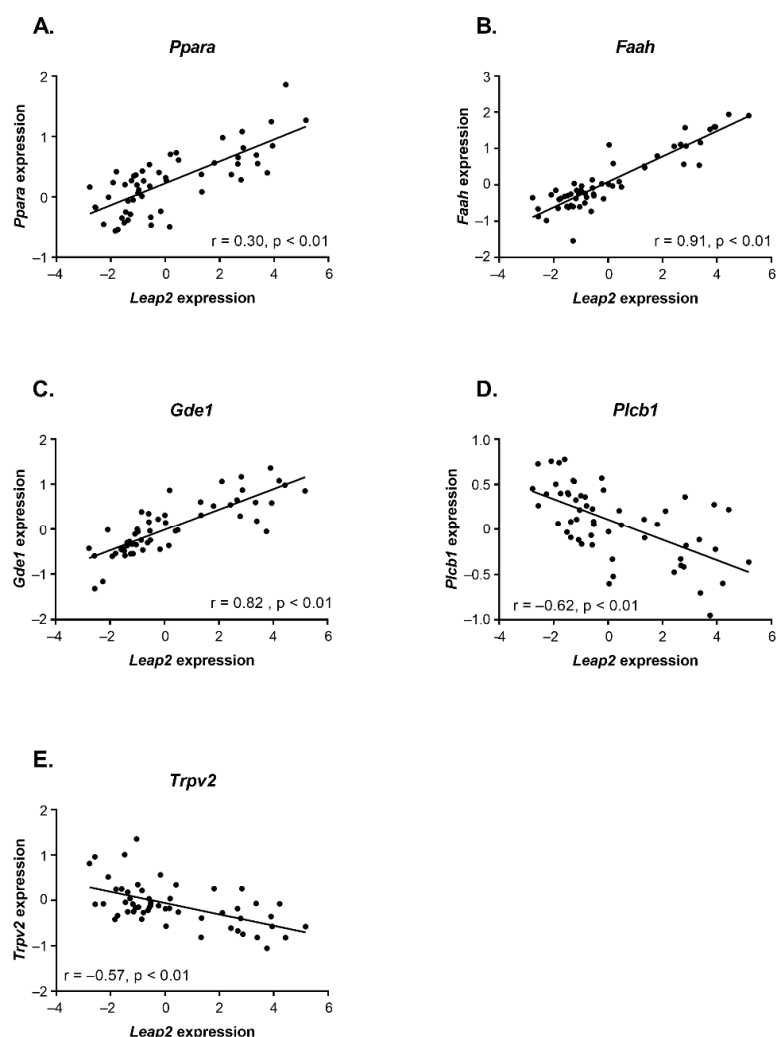 A.
Ppara
2
1
0
–1
Ppara expression
–4
–2
0
2
4
6
r = 0.30, p < 0.01
Leap2 expression
B.
Faah
3
2
1
0
–1
–2
Faah expression
–4
–2
0
2
4
6
r = 0.91, p < 0.01
Leap2 expression
C.
Gde1
2
1
0
–1
–2
Gde1 expression
–4
–2
0
2
4
6
r = 0.82 , p < 0.01
Leap2 expression
D.
Plcb1
1.0
0.5
0.0
–0.5
–1.0
Plcb1 expression
–4
–2
0
2
4
6
r = –0.62, p < 0.01
Leap2 expression
E.
Trpv2
2
1
0
–1
–2
Trpv2 expression
–4
–2
0
2
4
6
r = –0.57, p < 0.01
Leap2 expression